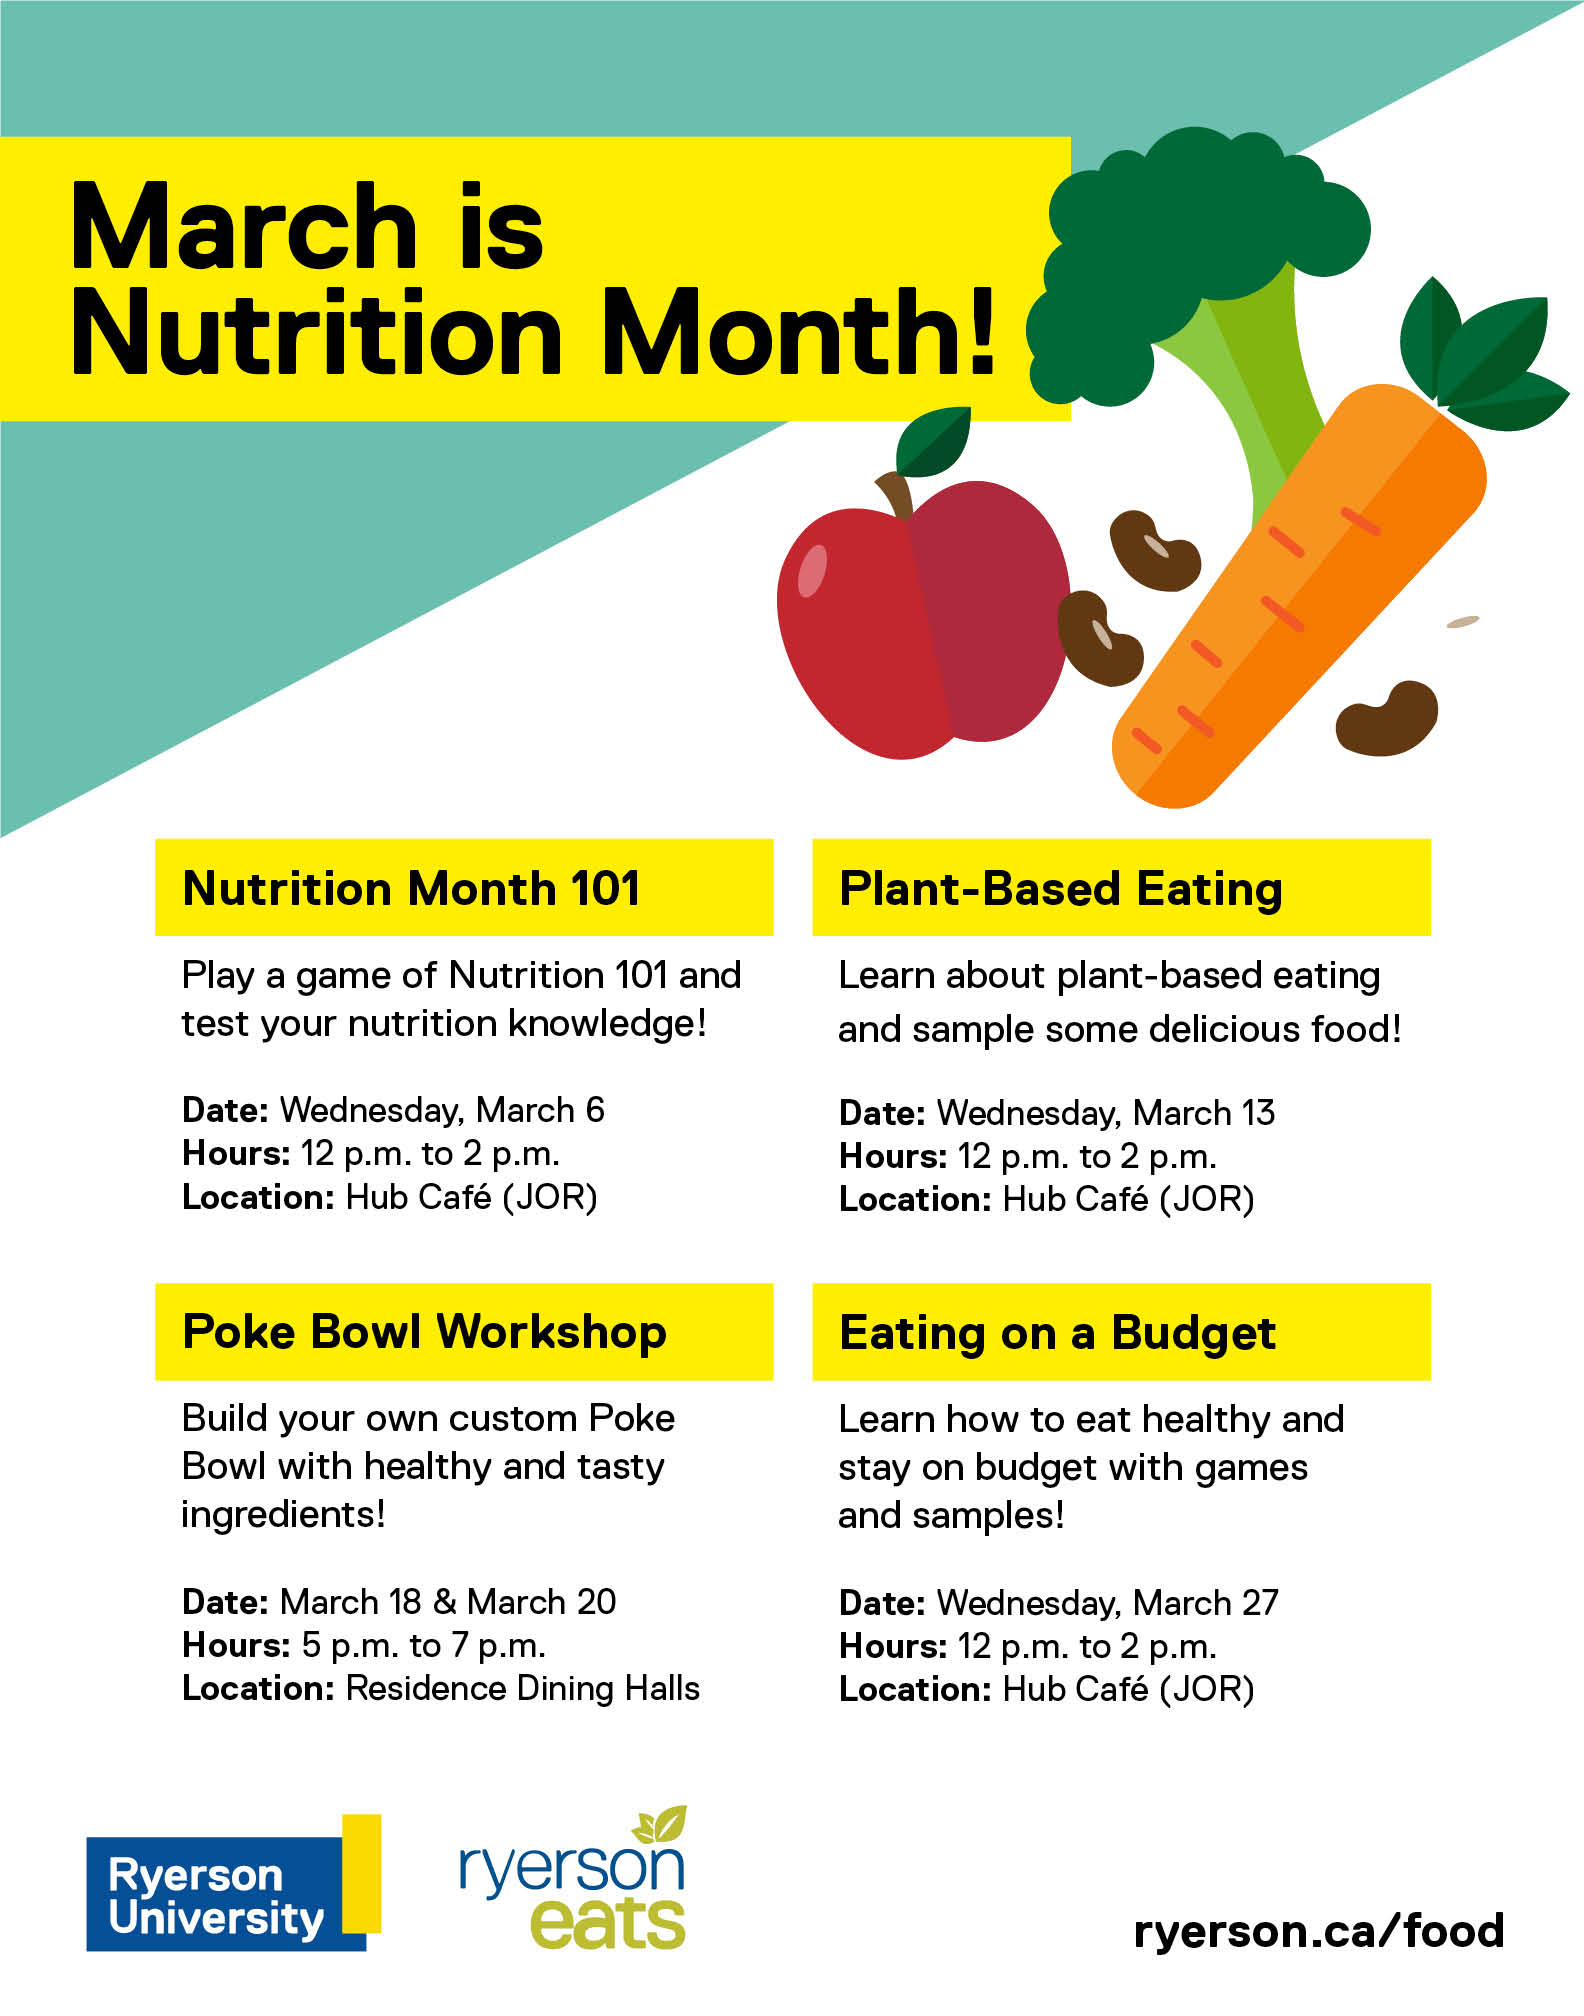 March is
Nutrition Month!
Nutrition Month 101
Play a game of Nutrition 101 and
test your nutrition knowledge!
Date: Wednesday, March 6
Hours: 12 p.m. to 2 p.m.
Location: Hub Café (JOR)
Plant-Based Eating
Learn about plant-based eating
and sample some delicious food!
Date: Wednesday, March 13
Hours: 12 p.m. to 2 p.m.
Location: Hub Café (JOR)
Poke Bowl Workshop
Build your own custom Poke
Bowl with healthy and tasty
ingredients!
Date: March 18 & March 20
Hours: 5 p.m. to 7 p.m.
Location: Residence Dining Halls
Eating on a Budget
Learn how to eat healthy and
stay on budget with games
and samples!
Date: Wednesday, March 27
Hours: 12 p.m. to 2 p.m.
Location: Hub Café (JOR)
Ryerson
University
ryerson
eats
ryerson.ca/food